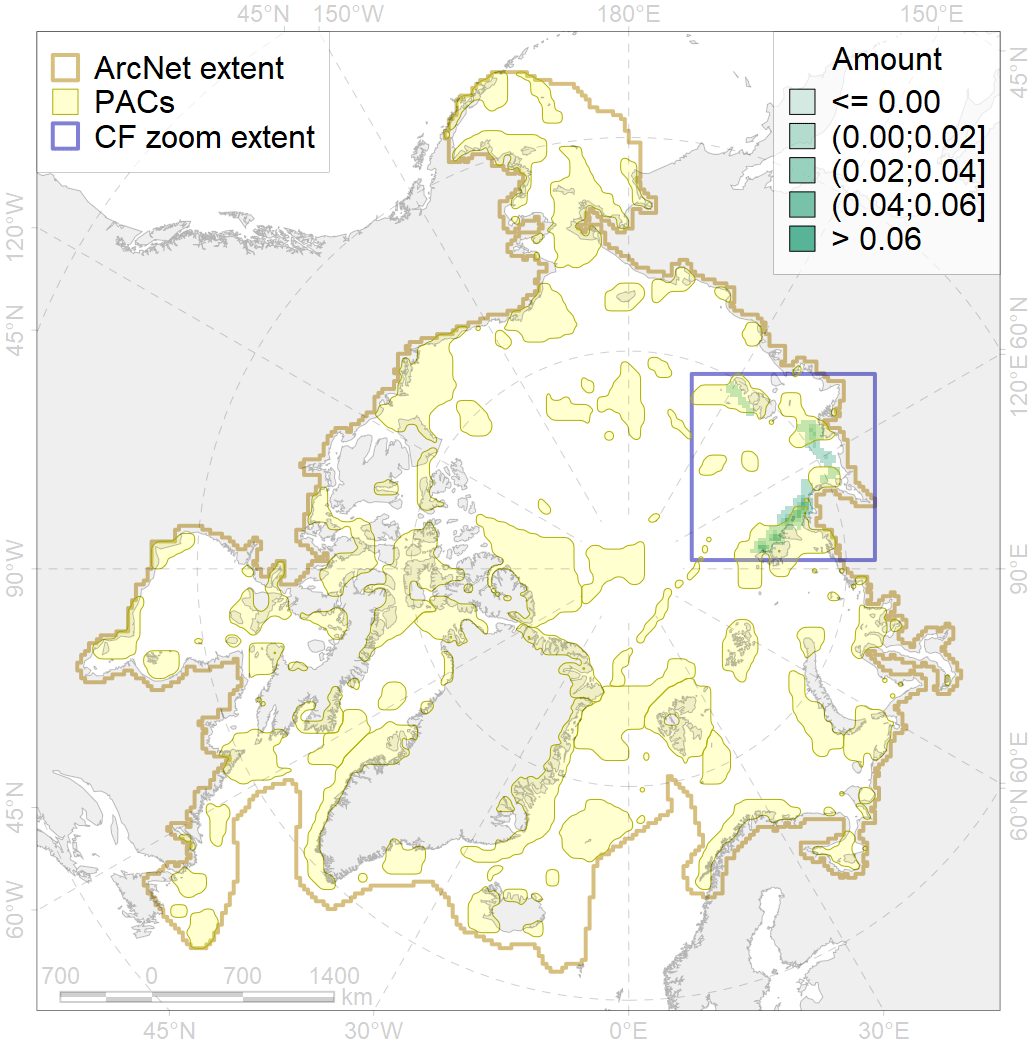 45°N 150°W 180°E 150°E
ArcNet extent
PACs
CF zoom extent
Amount
<= 0.00
(0.00;0.02]
(0.02;0.04]
(0.04;0.06]
> 0.06
120°W
45°N
90°W
45°N
60°W
45°N
60°N
120°E
90°E
60°E
60°N
700 0 700 1400
km
45°N 30°W 0°E 30°E